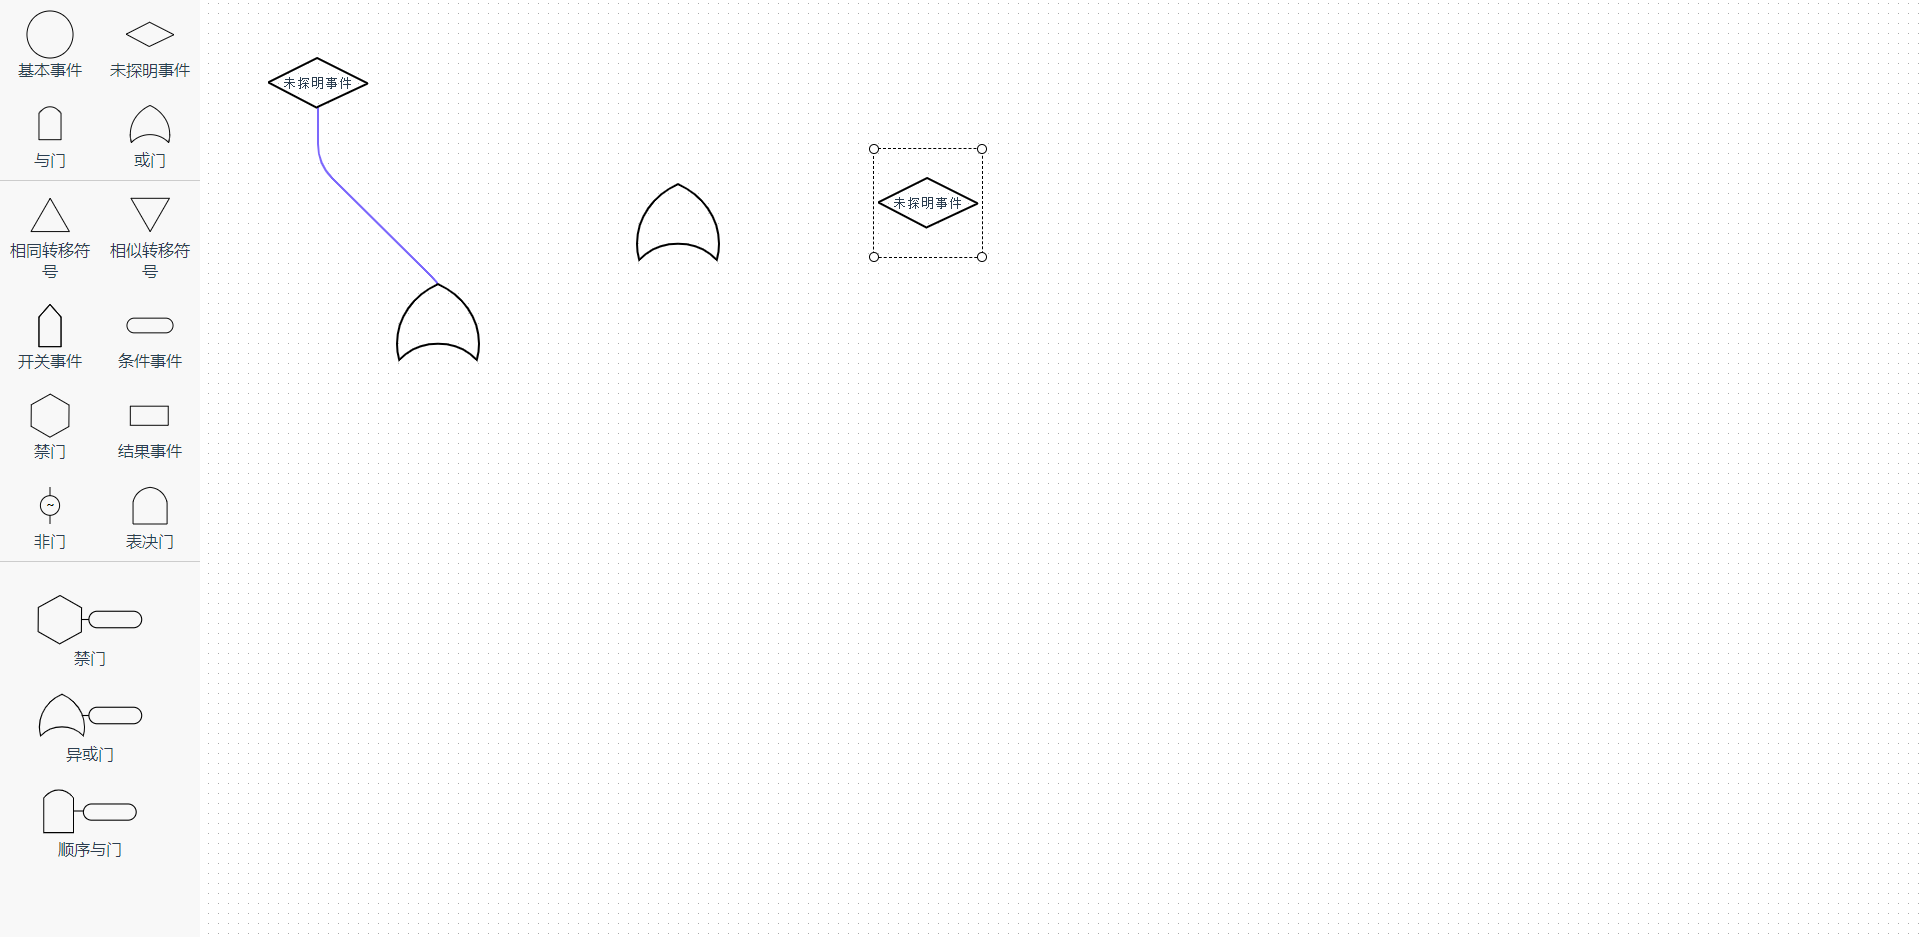 基本事件
未探明事件
与门
或门
相同转移符
号
相似转移符
号
开关事件
条件事件
禁门
结果事件
~
非门
表决门
禁门
异或门
顺序与门
未探明事件
未探明事件